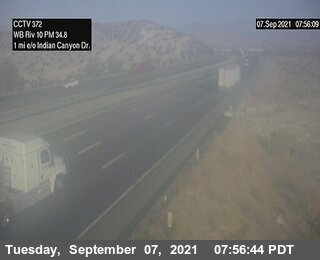 CCTV 372
WB Riv 10 PM 34.8
1 mi e/o Indian Canyon Dr.
07.Sep 2021 07:56:09
Tuesday, September 07, 2021 07:56:44 PDT